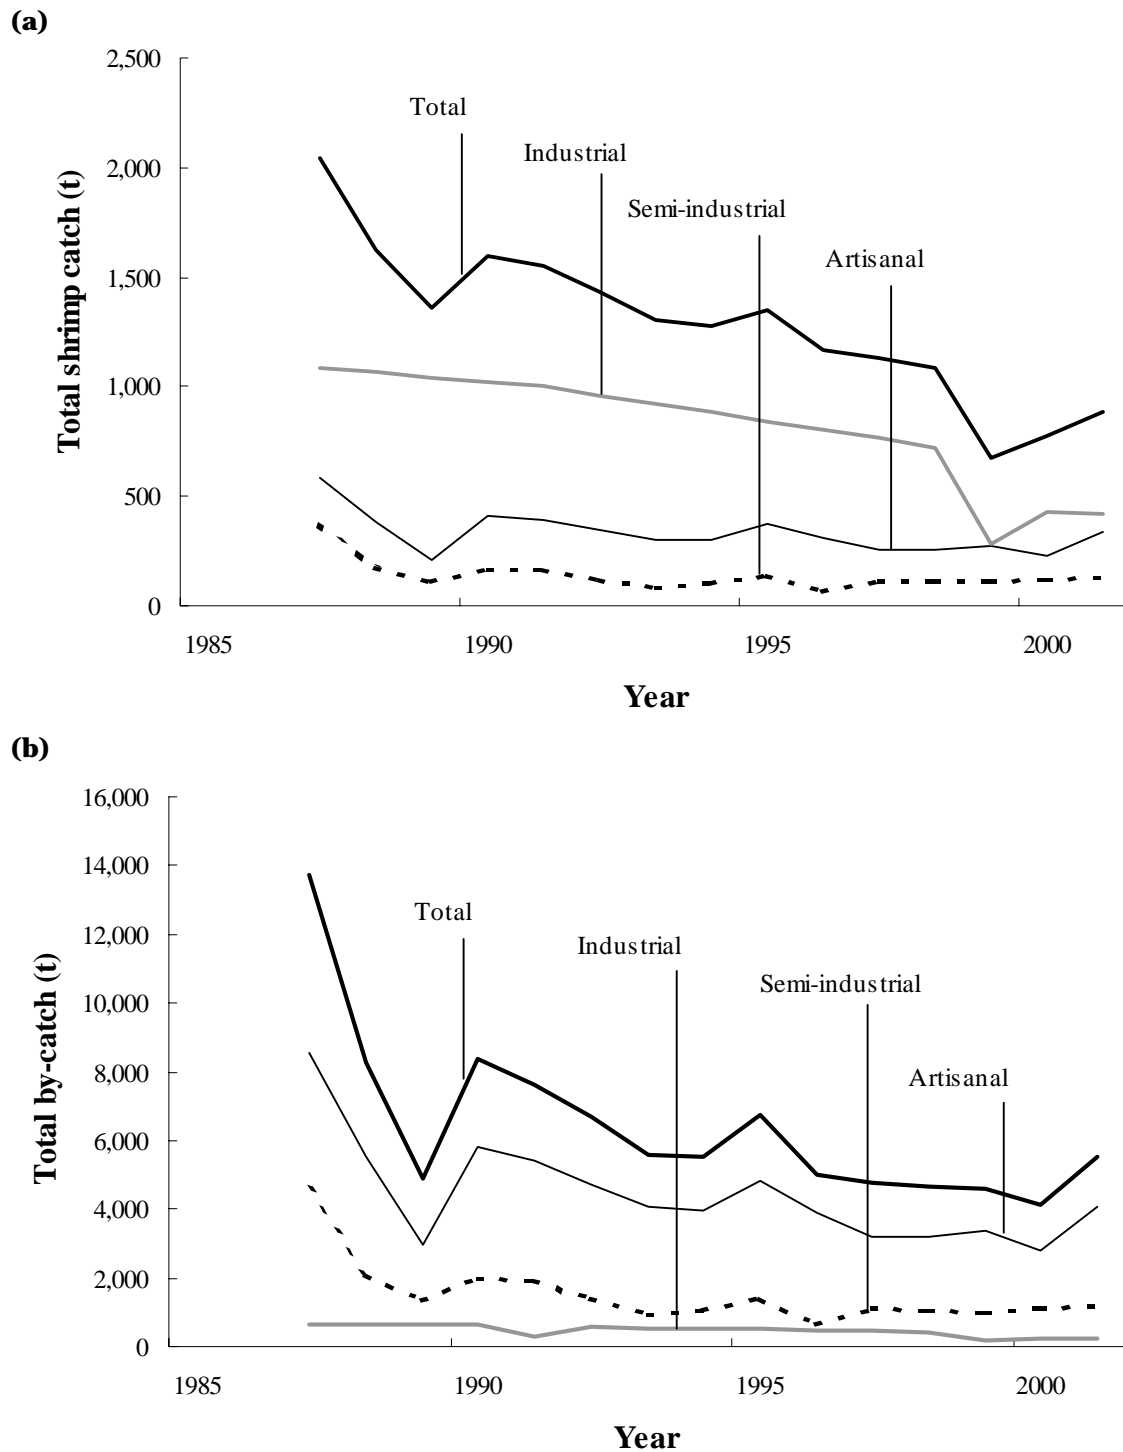 (a)
2,500
Total
2,000
Industrial
Semi-industrial
Artisanal
1,500
1,000
500
0
Total shrimp catch (t)
1985 1990 1995 2000
Year
(b)
16,000
14,000
Total
12,000
Industrial
Semi-industrial
10,000
Artisanal
8,000
6,000
4,000
2,000
0
Total by-catch (t)
1985 1990 1995 2000
Year